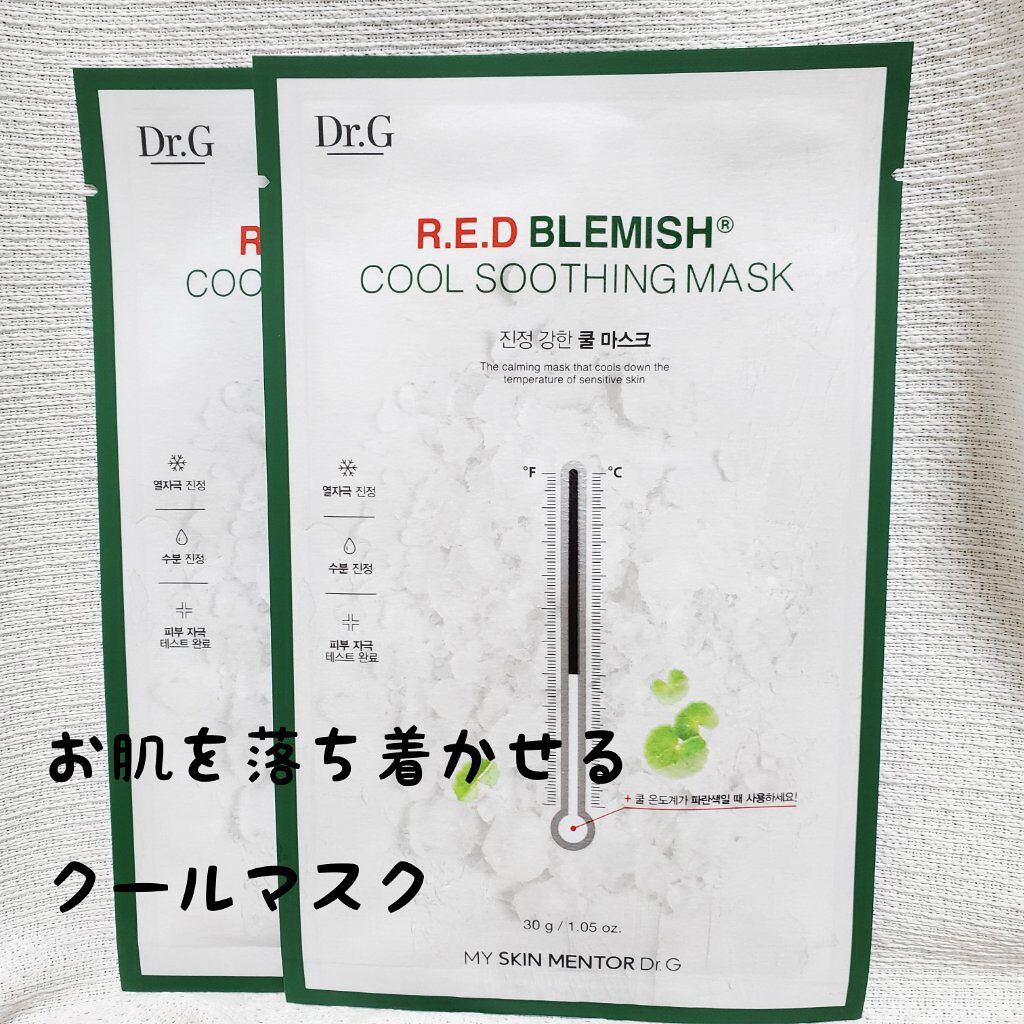 Dr.G
R
COO
열자극 진정
수분 진정
피부 자극
테스트 완료
Dr.G
R.E.D BLEMISH®
COOL SOOTHING MASK
진정 강한 쿨 마스크
The calming mask that cools down the
temperature of sensitive skin
열자극 진정
수분 진정
피부 자극
테스트 완료
°F °C
+ 쿨 온도계가 파란색일 때 사용하세요!
30 g / 1.05 oz.
MY SKIN MENTOR Dr.G
お肌を落ち着かせる
クールマスク